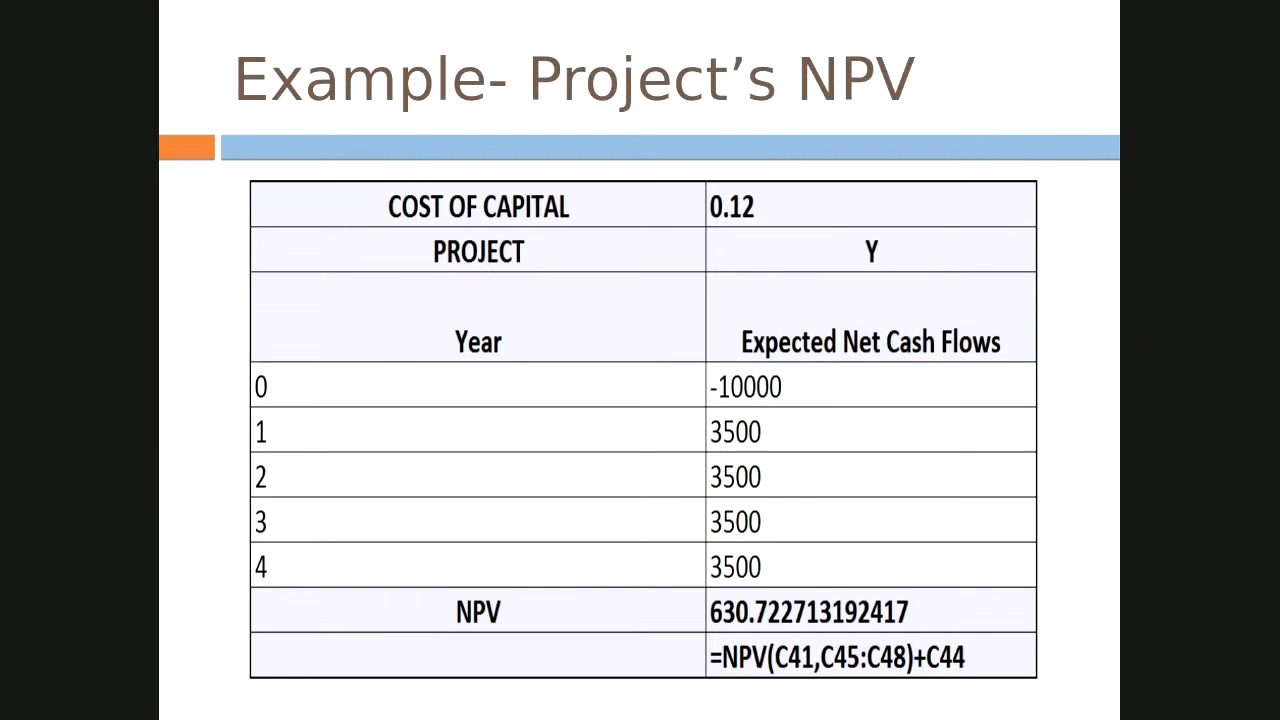 Example- Project’s NPV
COST OF CAPITAL 0.12
PROJECT Y
Year Expected Net Cash Flows
0 -10000
1 3500
2 3500
3 3500
4 3500
NPV 630.722713192417
=NPV(C41,C45:C48)+C44